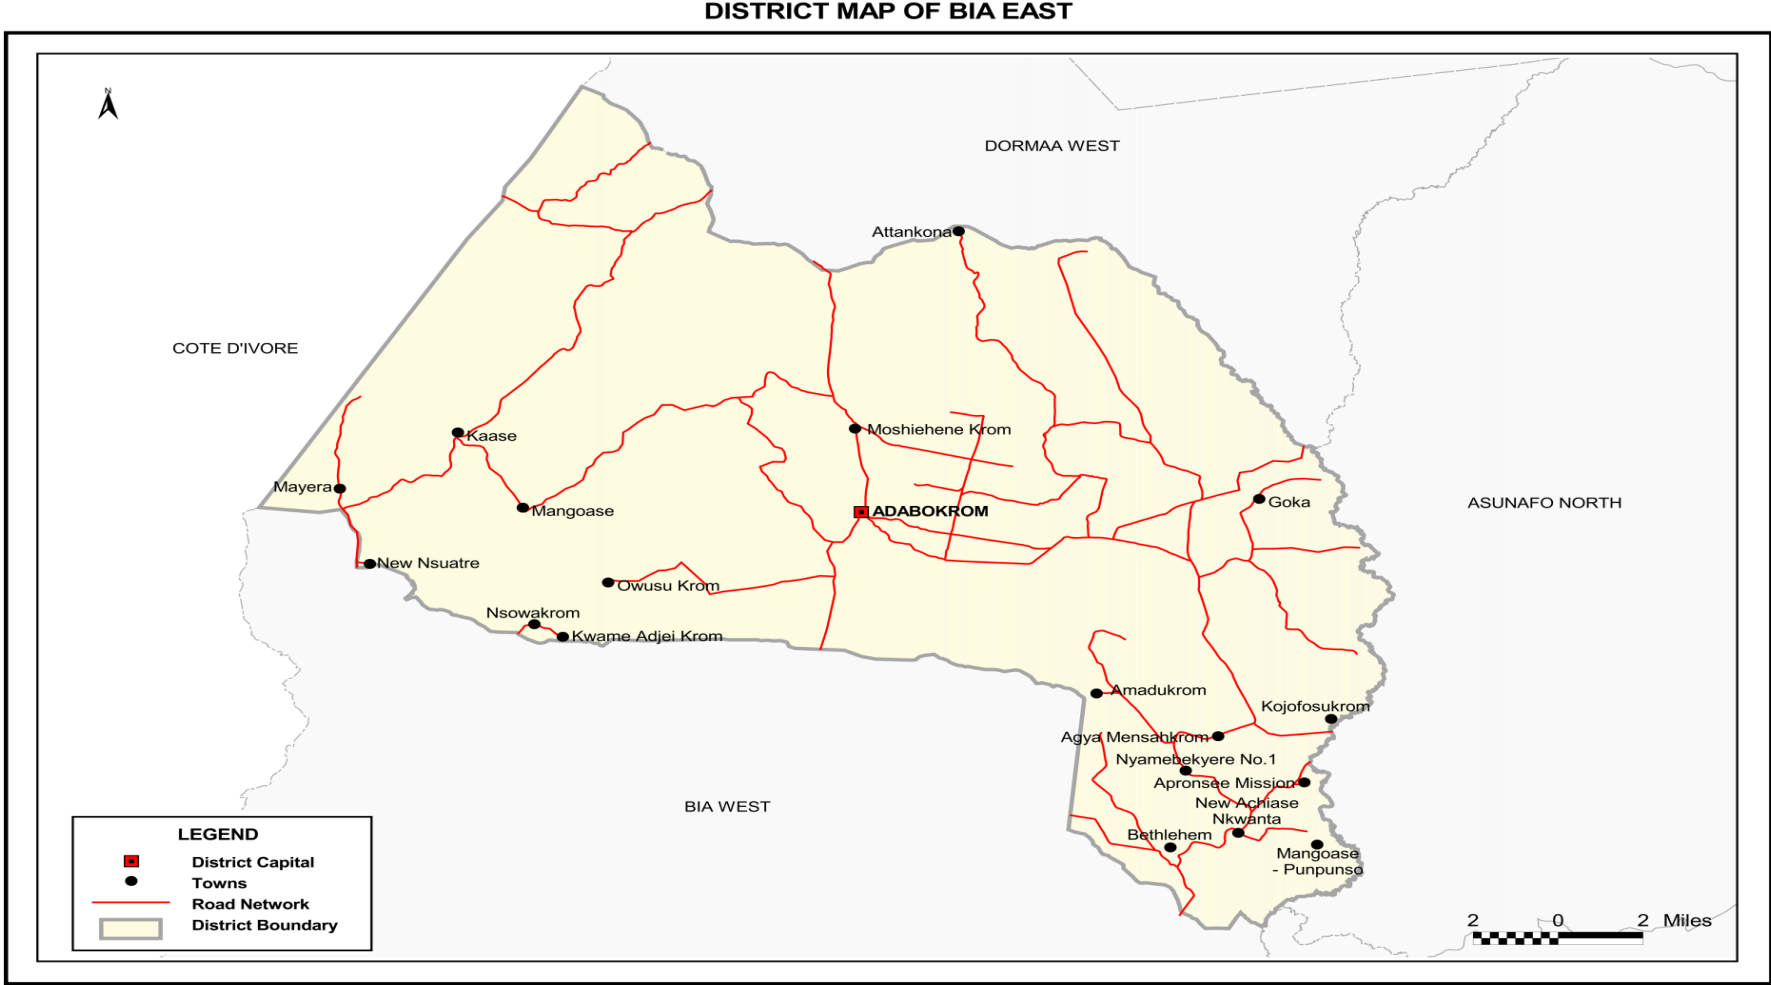 DISTRICT MAP OF BIA EAST
N
DORMAA WEST
Attankona
COTE D'IVORE
Kaase
Moshiehene Krom
Mayera
Mangoase
ADABOKROM
Goka
ASUNAFO NORTH
New Nsuatre
Owusu Krom
Nsowakrom
Kwame Adjei Krom
Amadukrom
Kojofosukrom
Agya Mensahkrom
Nyamebekyere No.1
Apronsee Mission
New Achiase
Nkwanta
BIA WEST
Bethlehem
Mangoase
- Punpunso
LEGEND
District Capital
Towns
Road Network
District Boundary
2 0 2 Miles